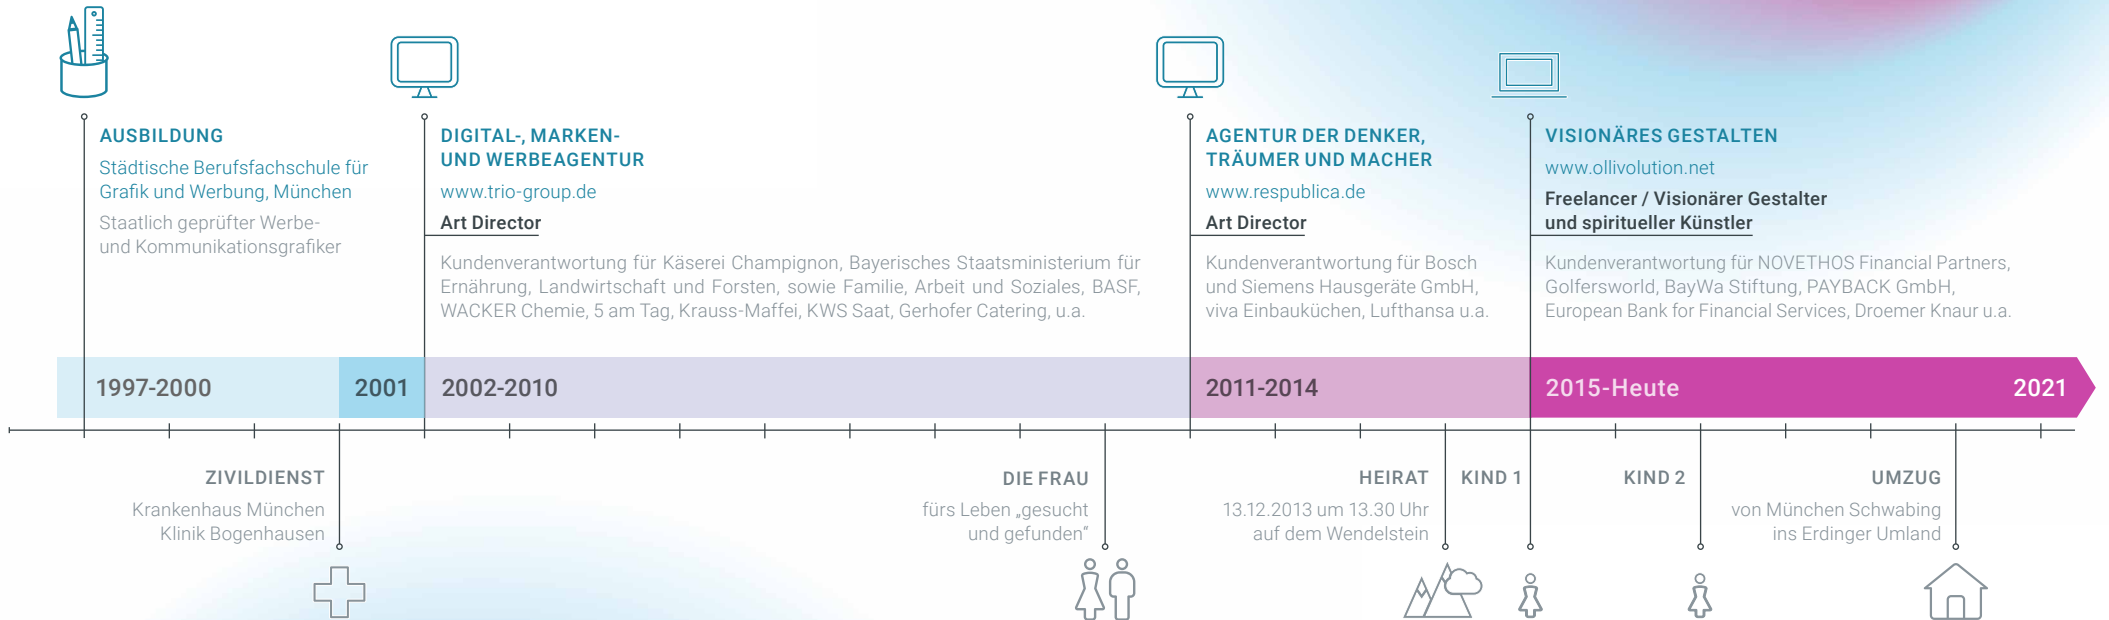 AUSBILDUNG
Städtische Berufsfachschule für
Grafik und Werbung, München
Staatlich geprüfter Werbe-
und Kommunikationsgrafiker
DIGITAL-, MARKEN-
UND WERBEAGENTUR
www.trio-group.de
Art Director
Kundenverantwortung für Käserei Champignon, Bayerisches Staatsministerium für
Ernährung, Landwirtschaft und Forsten, sowie Familie, Arbeit und Soziales, BASF,
WACKER Chemie, 5 am Tag, Krauss-Maffei, KWS Saat, Gerhofer Catering, u.a.
AGENTUR DER DENKER,
TRÄUMER UND MACHER
www.respublica.de
Art Director
Kundenverantwortung für Bosch
und Siemens Hausgeräte GmbH,
viva Einbauküchen, Lufthansa u.a.
VISIONÄRES GESTALTEN
www.ollivolution.net
Freelancer / Visionärer Gestalter
und spiritueller Künstler
Kundenverantwortung für NOVETHOS Financial Partners,
Golfersworld, BayWa Stiftung, PAYBACK GmbH,
European Bank for Financial Services, Droemer Knaur u.a.
1997-2000
2001
2002-2010
2011-2014
2015-Heute
2021
ZIVILDIENST
Krankenhaus München
Klinik Bogenhausen
DIE FRAU
fürs Leben „gesucht
und gefunden“
HEIRAT
13.12.2013 um 13.30 Uhr
auf dem Wendelstein
KIND 1
KIND 2
UMZUG
von München Schwabing
ins Erdinger Umland